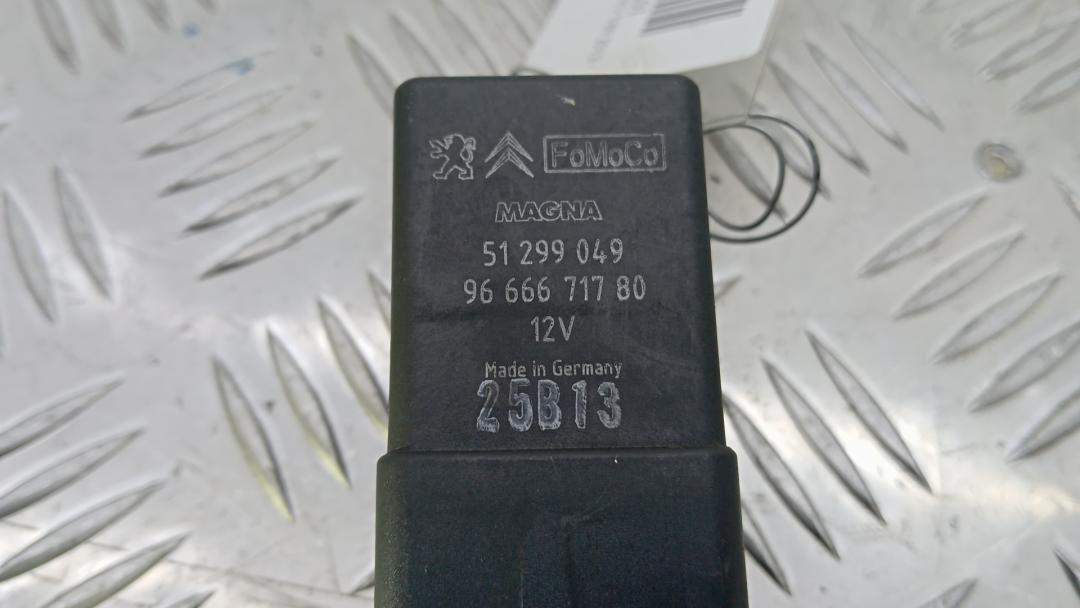 FoMoCo
MAGNA
51 299 049
96 666 717 80
12V
Made in Germany
25B13